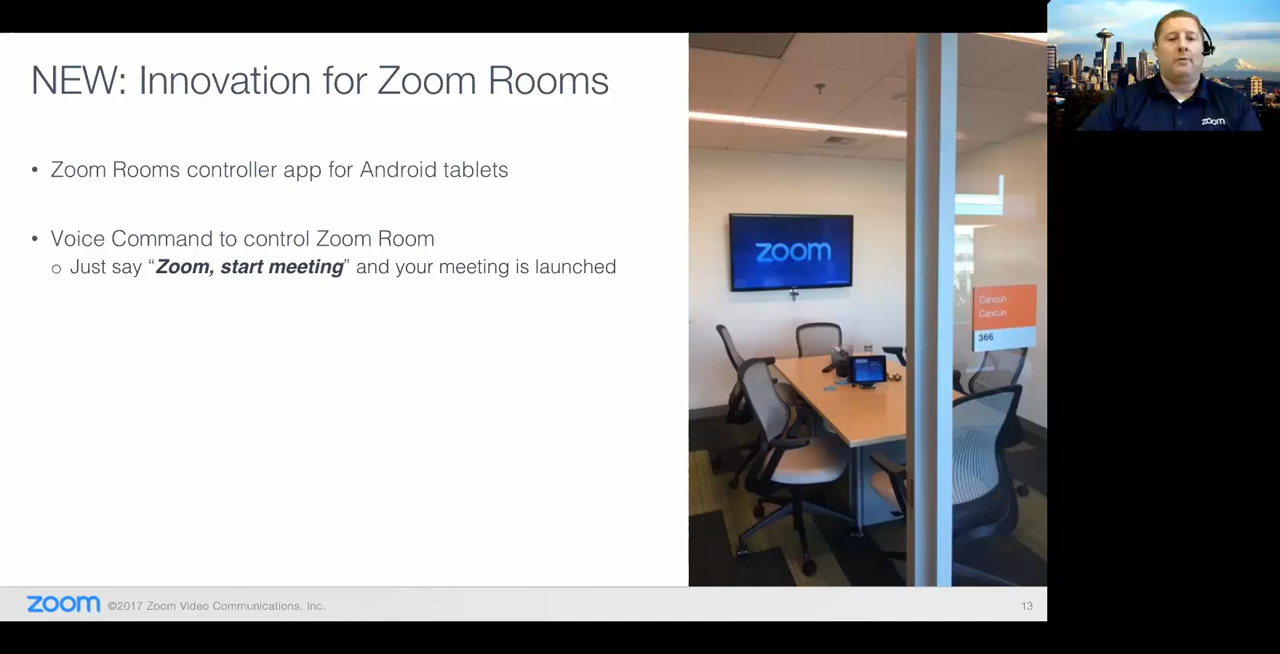 NEW: Innovation for Zoom Rooms
• Zoom Rooms controller app for Android tablets
• Voice Command to control Zoom Room
o Just say “Zoom, start meeting” and your meeting is launched
zoom
zoom
Cancun
Cancún
366
zoom ©2017 Zoom Video Communications, Inc.
13